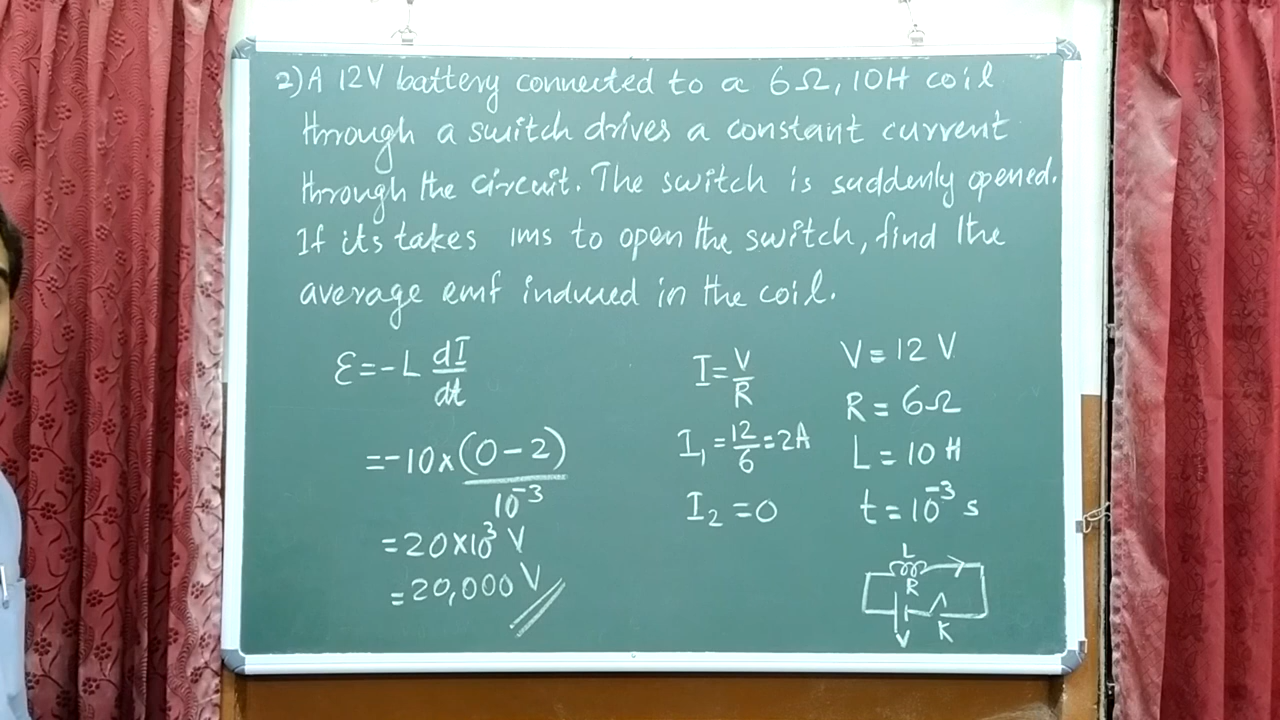 2) A 12V battery connected to a 6Ω, 10H coil
through a switch drives a constant current
through the circuit. The switch is suddenly opened.
If its takes 1ms to open the switch, find the
average emf induced in the coil.
Ɛ = -L dI/dt
= -10 × (0-2)/10⁻³
= 20×10³ V
= 20,000 V
I = V/R
I₁ = 12/6 = 2A
I₂ = 0
V = 12 V
R = 6Ω
L = 10 H
t = 10⁻³ s
L
R
V
K